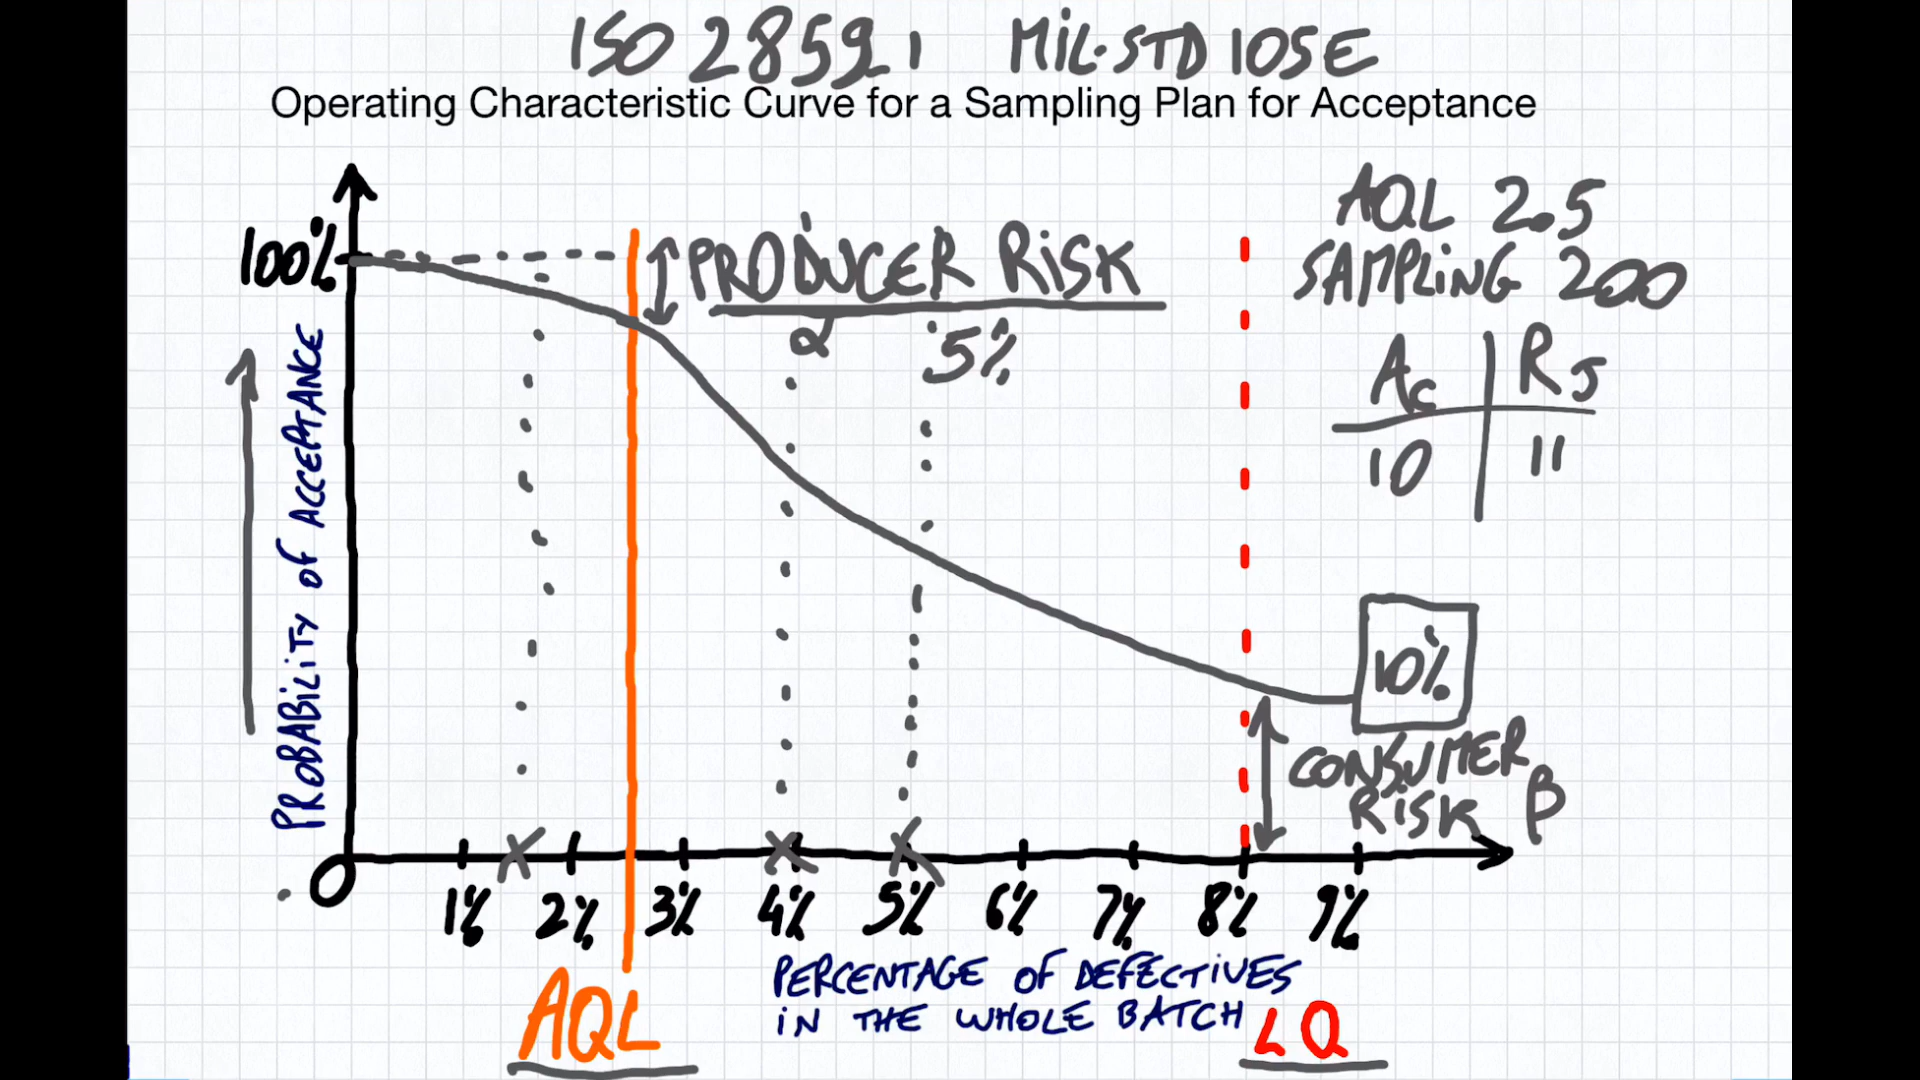 ISO 2859 1 MIL-STD 105E
Operating Characteristic Curve for a Sampling Plan for Acceptance
AQL 2.5
SAMPLING 200
Ac RJ
10 11
100%
PRODUCER RISK
α 5%
PROBABILITY OF ACCEPTANCE
10%
CONSUMER
RISK β
0
1% 2% 3% 4% 5% 6% 7% 8% 9%
PERCENTAGE OF DEFECTIVES
IN THE WHOLE BATCH
AQL
LQ